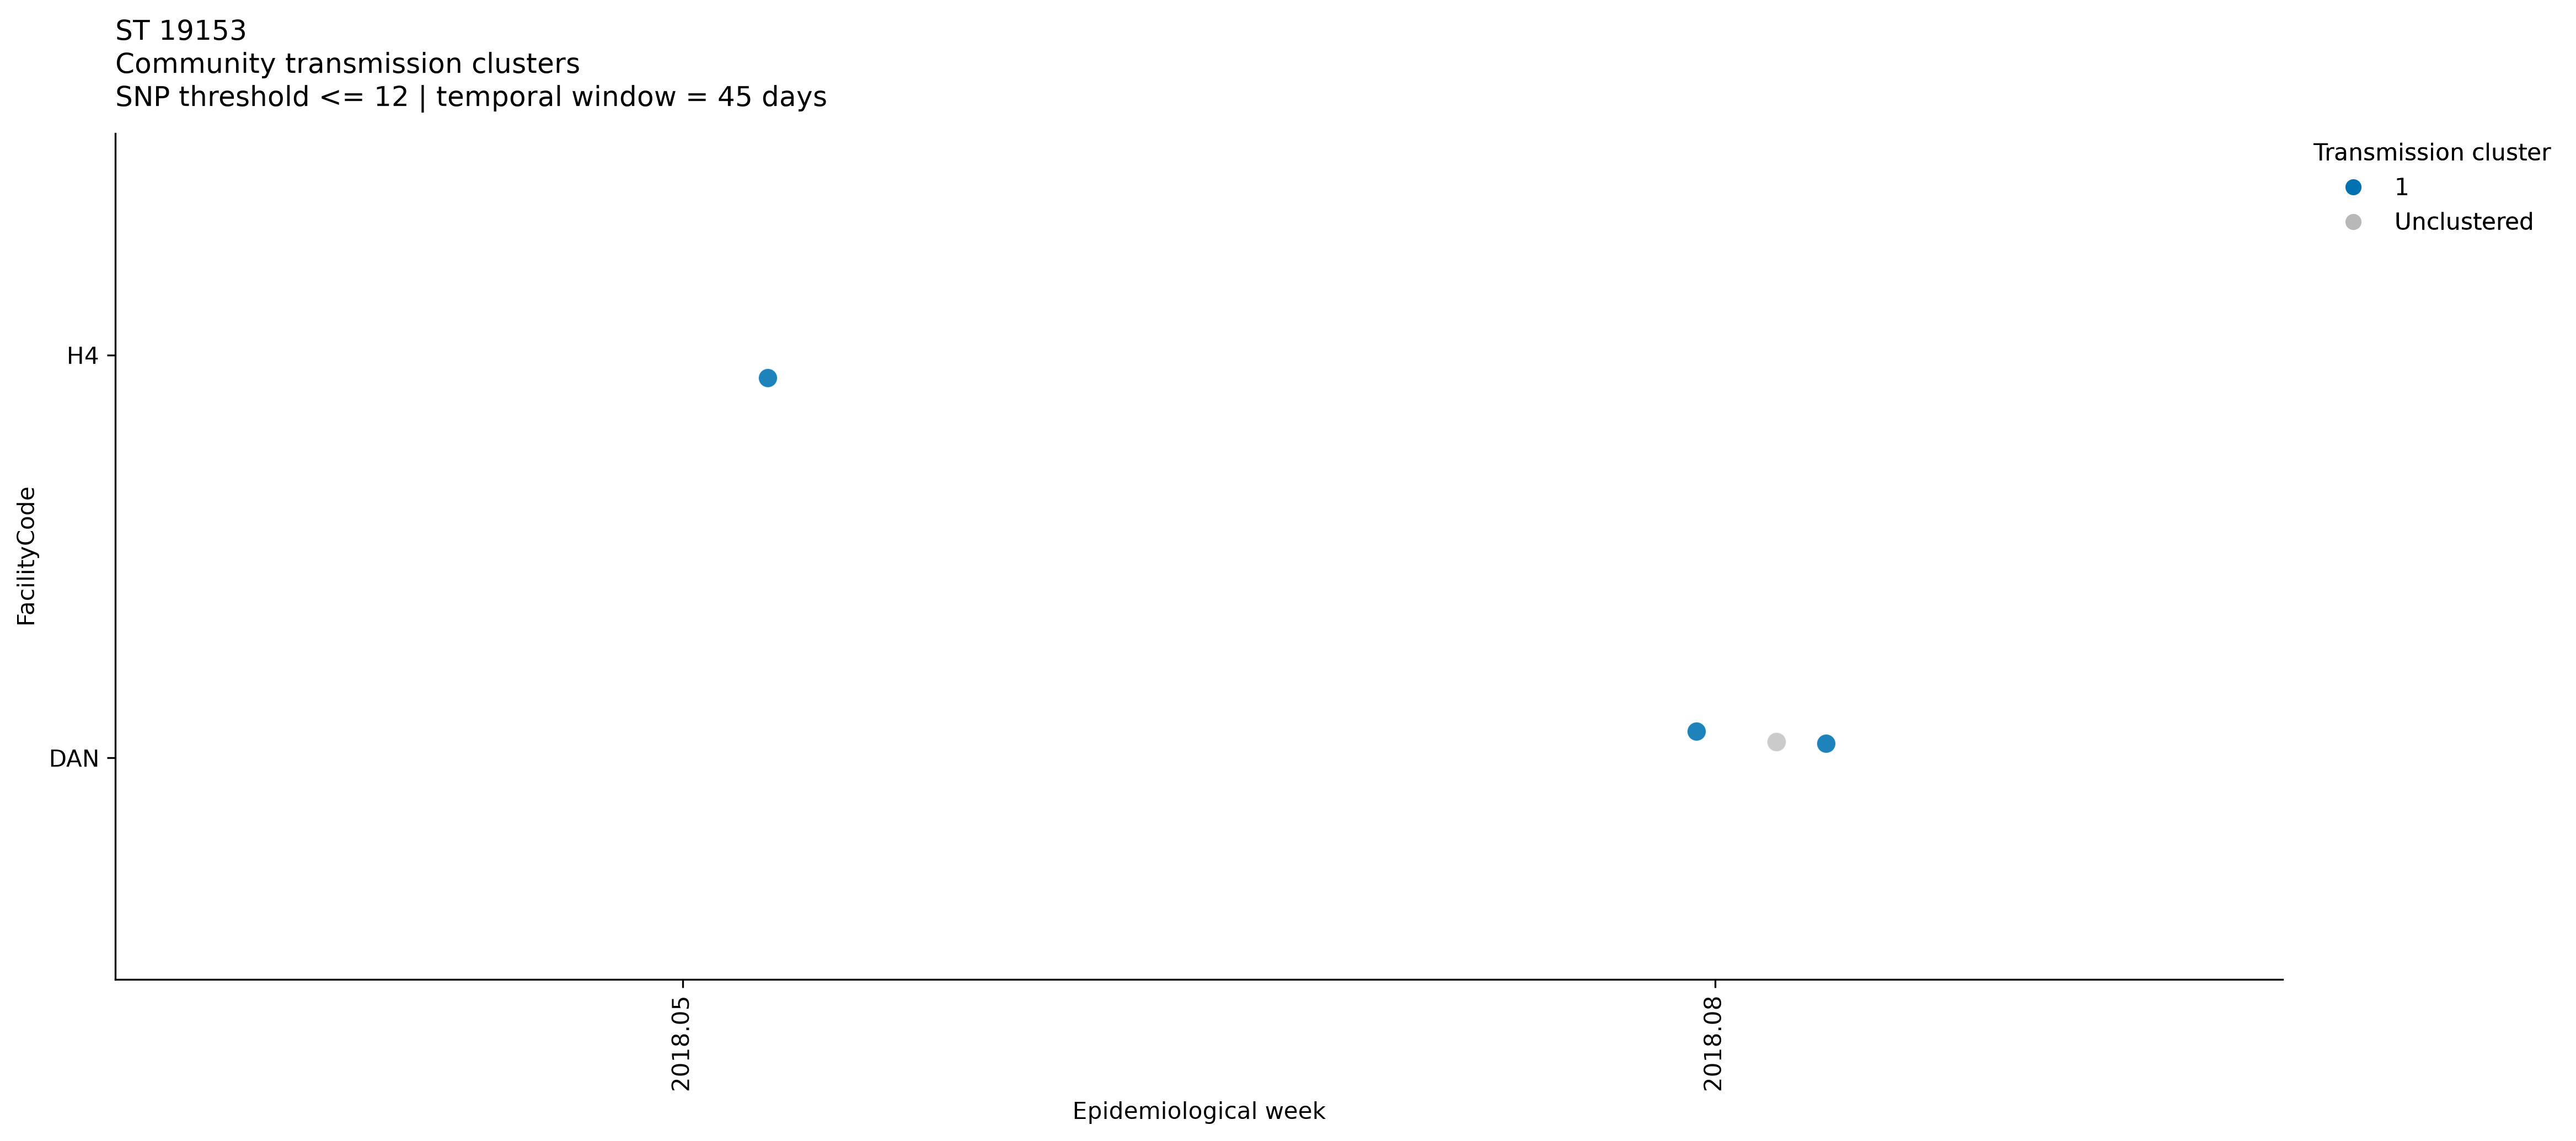 ST 19153
Community transmission clusters
SNP threshold <= 12 | temporal window = 45 days
Transmission cluster
1
Unclustered
FacilityCode
H4
DAN
2018.05
2018.08
Epidemiological week